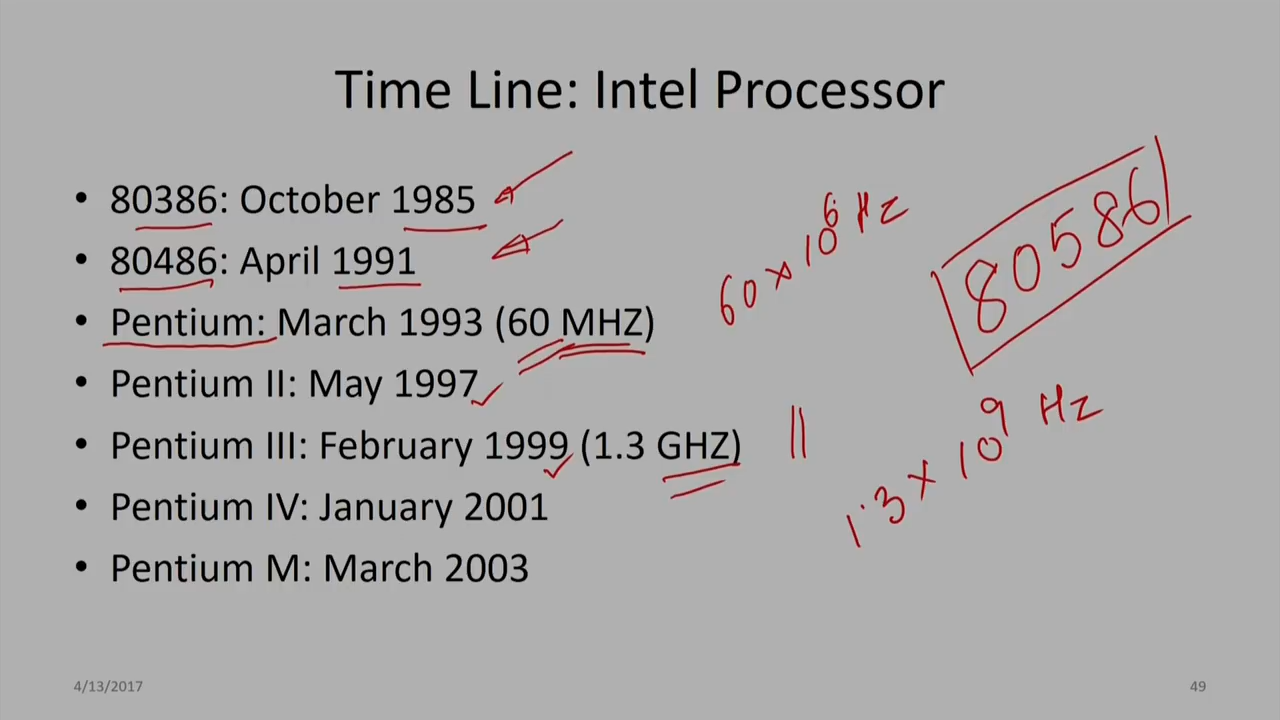 Time Line: Intel Processor
• 80386: October 1985
• 80486: April 1991
• Pentium: March 1993 (60 MHZ)
• Pentium II: May 1997
• Pentium III: February 1999 (1.3 GHZ)
• Pentium IV: January 2001
• Pentium M: March 2003
60 × 10⁶ Hz
80586
1.3 × 10⁹ Hz
4/13/2017
49